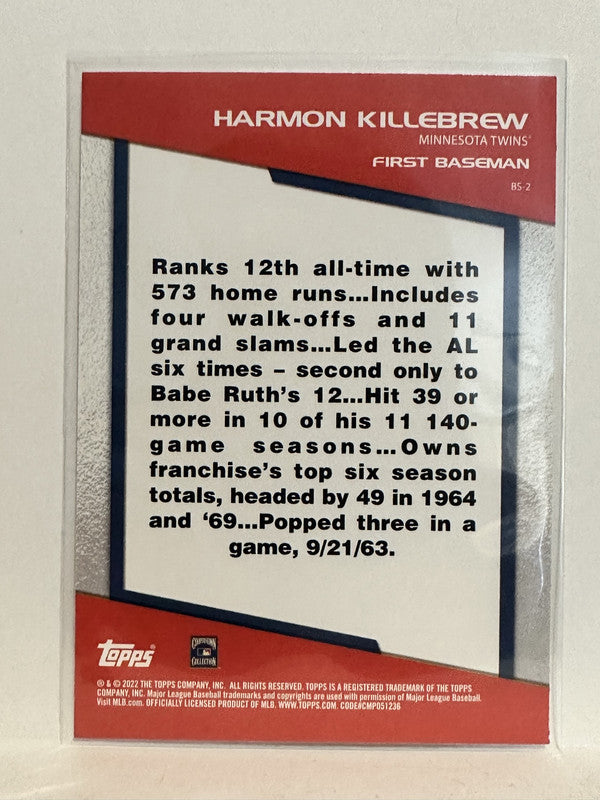 HARMON KILLEBREW
MINNESOTA TWINS®
FIRST BASEMAN
BS-2
Ranks 12th all-time with
573 home runs...Includes
four walk-offs and 11
grand slams...Led the AL
six times – second only to
Babe Ruth's 12...Hit 39 or
more in 10 of his 11 140-
game seasons...Owns
franchise's top six season
totals, headed by 49 in 1964
and ‘69...Popped three in a
game, 9/21/63.
Topps
COOPERSTOWN
COLLECTION
® & © 2022 THE TOPPS COMPANY, INC. ALL RIGHTS RESERVED. TOPPS IS A REGISTERED TRADEMARK OF THE TOPPS
COMPANY, INC. Major League Baseball trademarks and copyrights are used with permission of Major League Baseball.
Visit MLB.com. OFFICIALLY LICENSED PRODUCT OF MLB. WWW.TOPPS.COM. CODE#CMP051236